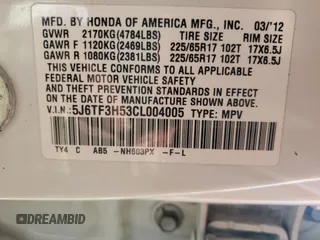 MFD. BY HONDA OF AMERICA MFG., INC. 03/'12
GVWR 2170KG(4784LBS) TIRE SIZE RIM SIZE
GAWR F 1120KG(2469LBS) 225/65R17 102T 17X6.5J
GAWR R 1080KG(2381LBS) 225/65R17 102T 17X6.5J
THIS VEHICLE CONFORMS TO ALL APPLICABLE
FEDERAL MOTOR VEHICLE SAFETY, BUMPER,
AND THEFT PREVENTION STANDARDS IN EFFECT ON
THE DATE OF MANUFACTURE SHOWN ABOVE.
V.I.N.: 5J6TF3H53CL004005 TYPE: MPV
TY4 C AB5 -NH603PX -F-L
DREAMBID